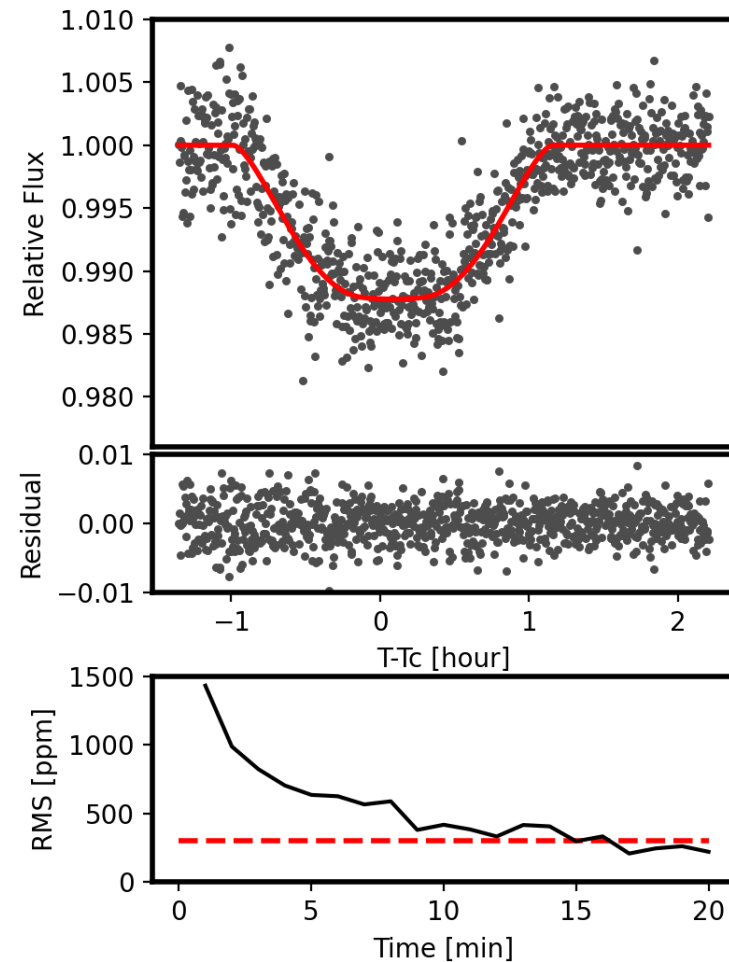 1.010
1.005
1.000
0.995
0.990
0.985
0.980
Relative Flux
0.01
0.00
−0.01
Residual
−1 0 1 2
T-Tc [hour]
1500
1000
500
0
RMS [ppm]
0 5 10 15 20
Time [min]